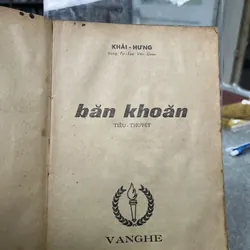 KHÁI-HƯNG
băn khoăn
TIỂU-THUYẾT
VANGHE